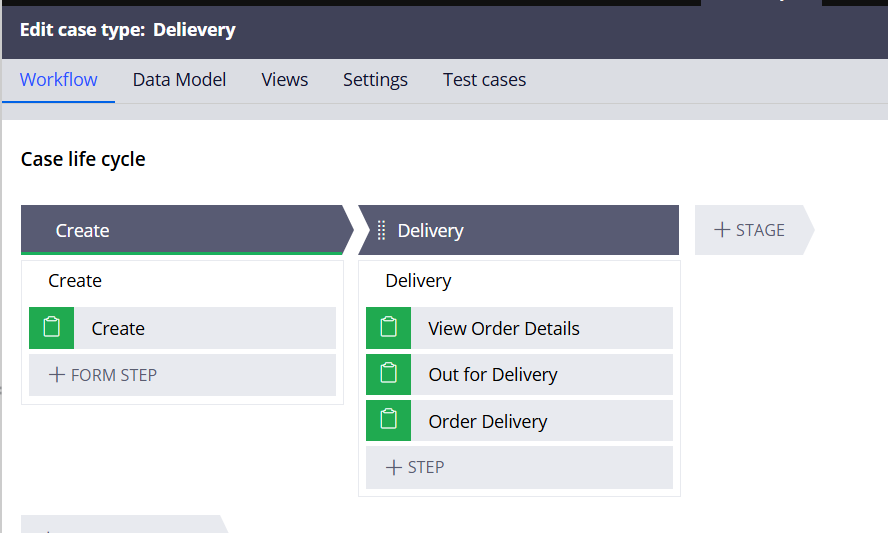 Edit case type: Delievery
Workflow Data Model Views Settings Test cases
Case life cycle
Create Delivery + STAGE
Create Delivery
Create View Order Details
+ FORM STEP Out for Delivery
Order Delivery
+ STEP